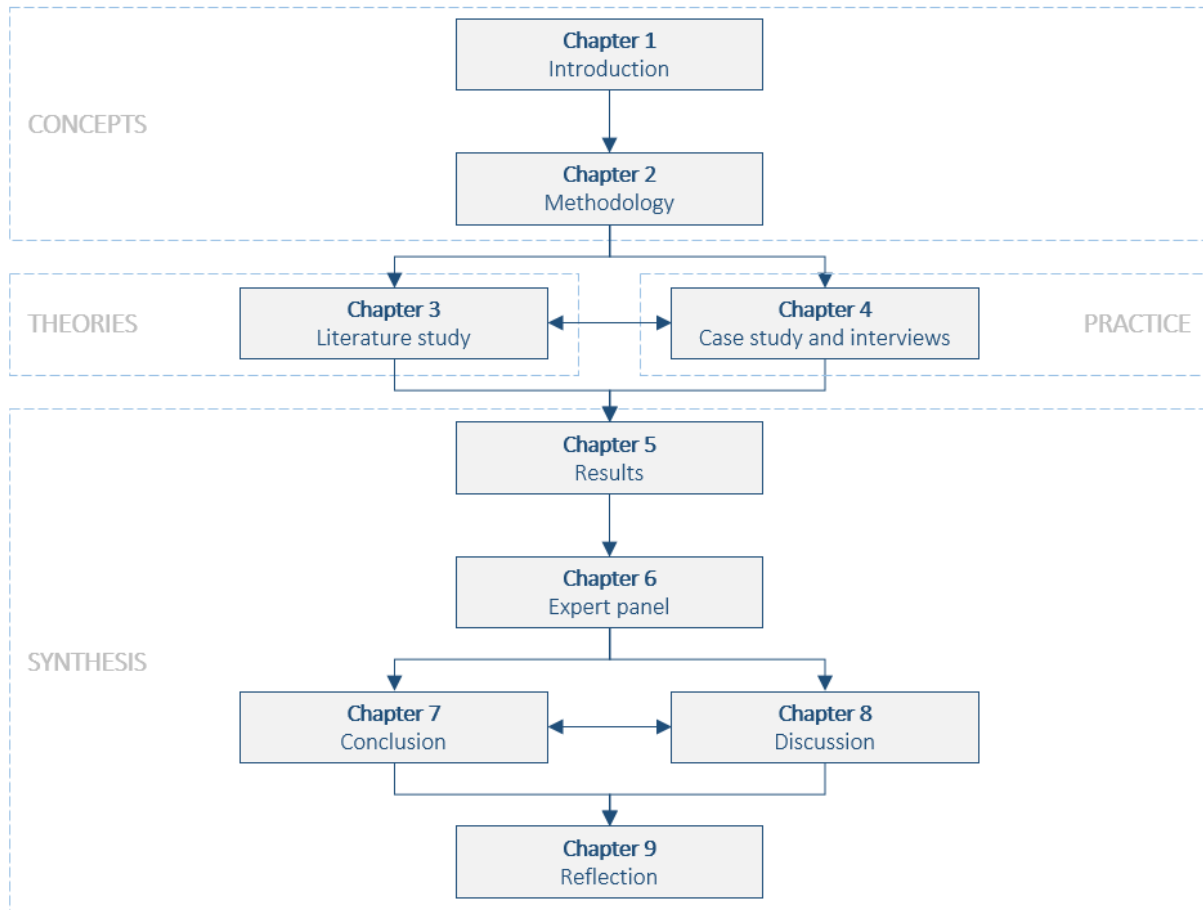 Chapter 1
Introduction
CONCEPTS
Chapter 2
Methodology
THEORIES
Chapter 3
Literature study
Chapter 4
Case study and interviews
PRACTICE
Chapter 5
Results
Chapter 6
Expert panel
SYNTHESIS
Chapter 7
Conclusion
Chapter 8
Discussion
Chapter 9
Reflection